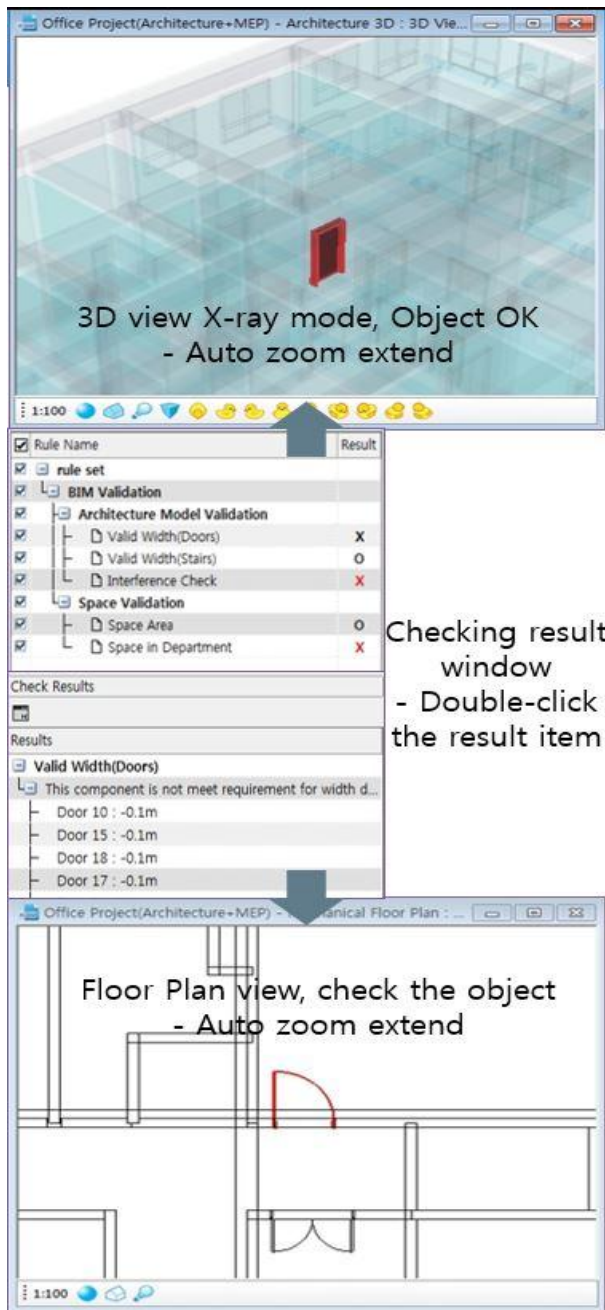 Office Project(Architecture+MEP) - Architecture 3D : 3D Vie...
3D view X-ray mode, Object OK
- Auto zoom extend
1:100
Rule Name Result
rule set
BIM Validation
Architecture Model Validation
Valid Width(Doors) X
Valid Width(Stairs) O
Interference Check X
Space Validation
Space Area O
Space in Department X
Checking result
window
- Double-click
the result item
Check Results
Results
Valid Width(Doors)
This component is not meet requirement for width d...
Door 10 : -0.1m
Door 15 : -0.1m
Door 18 : -0.1m
Door 17 : -0.1m
Office Project(Architecture+MEP) - Floor Plan : ...
Floor Plan view, check the object
- Auto zoom extend
1:100